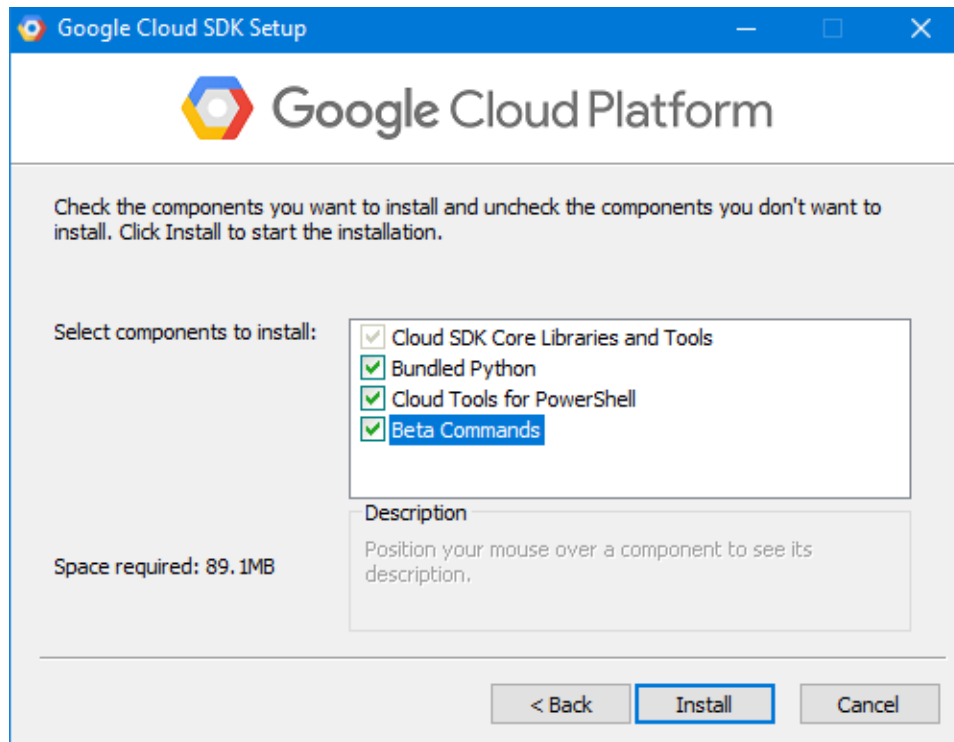 Google Cloud SDK Setup
Google Cloud Platform
Check the components you want to install and uncheck the components you don't want to
install. Click Install to start the installation.
Select components to install:
Cloud SDK Core Libraries and Tools
Bundled Python
Cloud Tools for PowerShell
Beta Commands
Description
Position your mouse over a component to see its
description.
Space required: 89.1MB
< Back
Install
Cancel